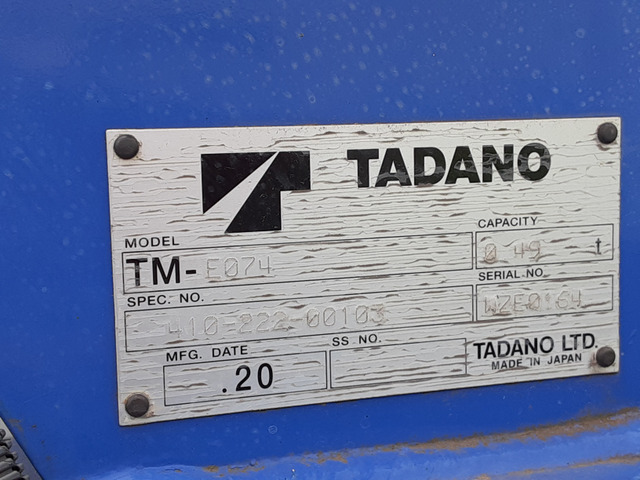 TADANO
MODEL
TM-E074
CAPACITY
0.49 t
SPEC. NO.
410-222-00103
SERIAL NO.
WZE0164
MFG. DATE
.20
SS NO.
TADANO LTD.
MADE IN JAPAN